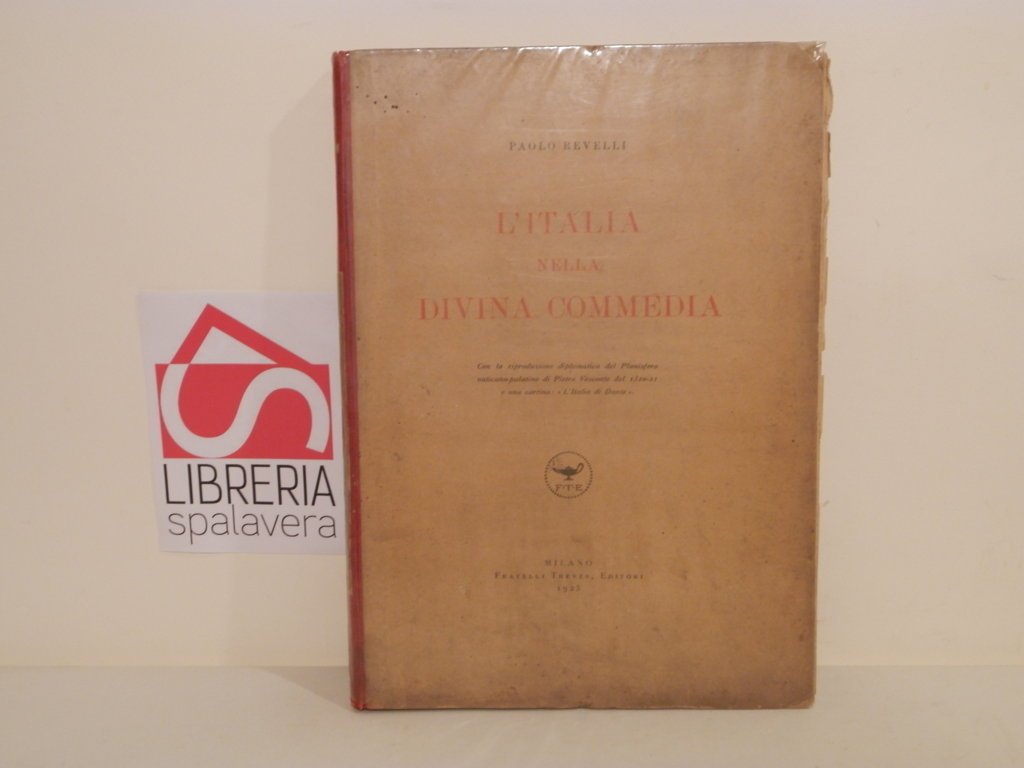 PAOLO REVELLI
L'ITALIA
NELLA
DIVINA COMMEDIA
Con la riproduzione diplomatica del Planisfero
vaticano-palatino di Pietro Vesconte del 1320-21
e una cartina: « L'Italia di Dante ».
F·T·E
MILANO
FRATELLI TREVES, EDITORI
1923
LIBRERIA
spalavera